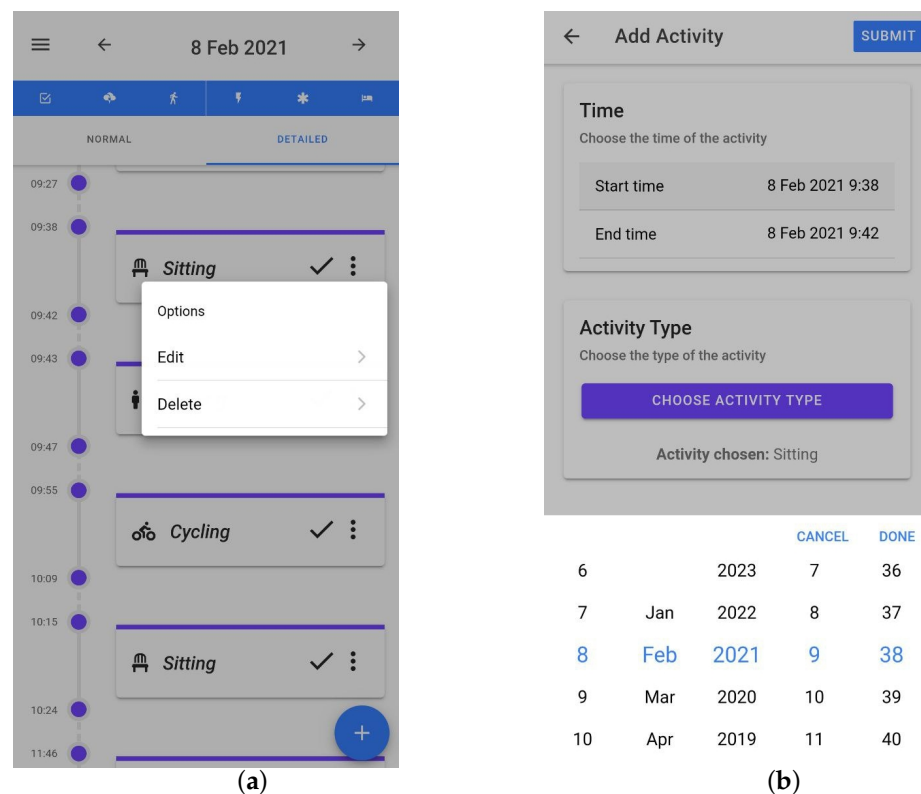 8 Feb 2021
NORMAL DETAILED
09:27
09:38
Sitting
09:42
Options
09:43
Edit
Delete
09:47
09:55
Cycling
10:09
10:15
Sitting
10:24
+
11:46
(a)
Add Activity SUBMIT
Time
Choose the time of the activity
Start time 8 Feb 2021 9:38
End time 8 Feb 2021 9:42
Activity Type
Choose the type of the activity
CHOOSE ACTIVITY TYPE
Activity chosen: Sitting
CANCEL DONE
6 2023 7 36
7 Jan 2022 8 37
8 Feb 2021 9 38
9 Mar 2020 10 39
10 Apr 2019 11 40
(b)